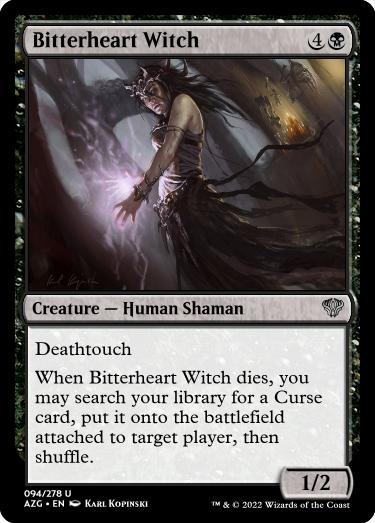 Bitterheart Witch 4
Creature — Human Shaman
Deathtouch
When Bitterheart Witch dies, you
may search your library for a Curse
card, put it onto the battlefield
attached to target player, then
shuffle.
1/2
094/278 U
AZG • EN Karl Kopinski
™ & © 2022 Wizards of the Coast